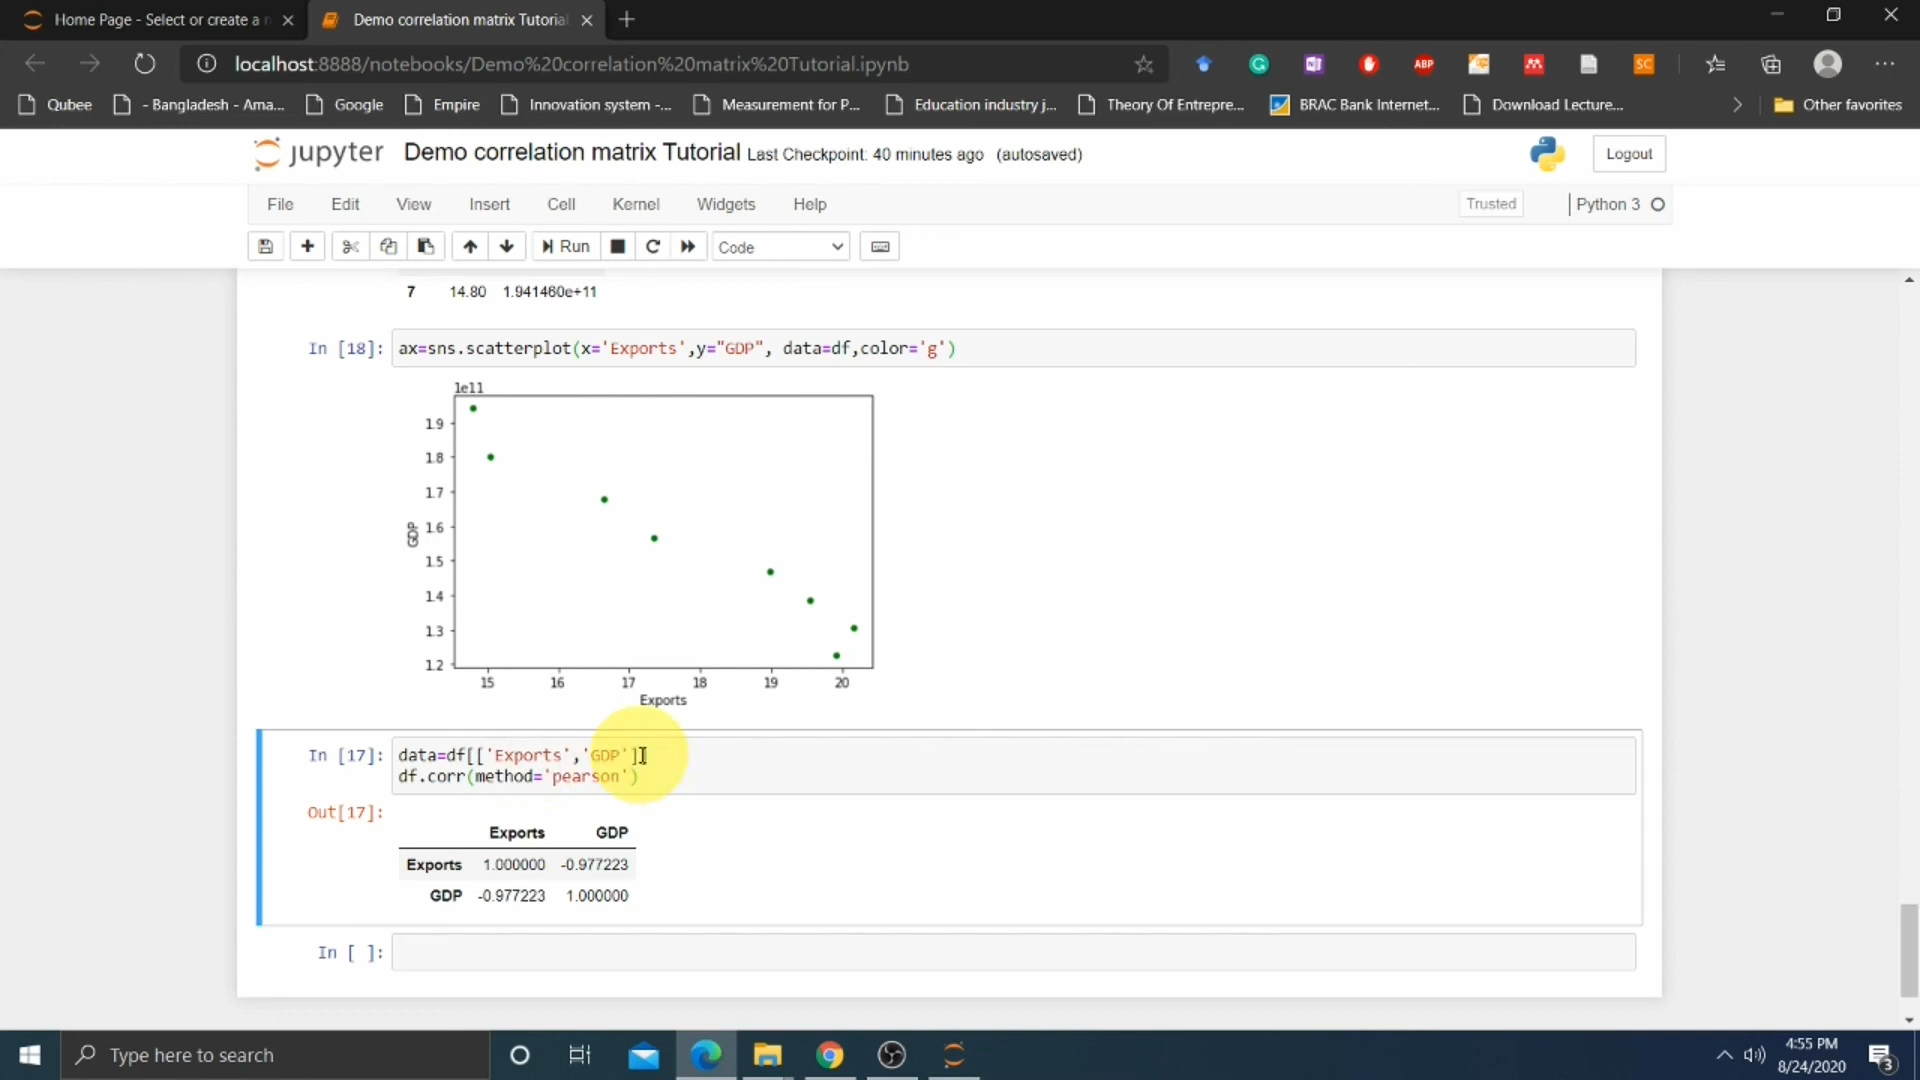 Home Page - Select or create a n
Demo correlation matrix Tutorial
localhost:8888/notebooks/Demo%20correlation%20matrix%20Tutorial.ipynb
ABP
SC
Qubee
- Bangladesh - Ama...
Google
Empire
Innovation system -...
Measurement for P...
Education industry j...
Theory Of Entrepre...
BRAC Bank Internet...
Download Lecture...
Other favorites
jupyter Demo correlation matrix Tutorial Last Checkpoint: 40 minutes ago (autosaved)
Logout
File Edit View Insert Cell Kernel Widgets Help
Trusted
Python 3
Run
Code
7 14.80 1.941460e+11
In [18]: ax=sns.scatterplot(x='Exports',y="GDP", data=df,color='g')
1e11
1.9
1.8
1.7
1.6
1.5
1.4
1.3
1.2
GDP
15 16 17 18 19 20
Exports
In [17]: data=df[['Exports','GDP']]
df.corr(method='pearson')
Out[17]:
Exports GDP
Exports 1.000000 -0.977223
GDP -0.977223 1.000000
In [ ]:
Type here to search
4:55 PM
8/24/2020
3